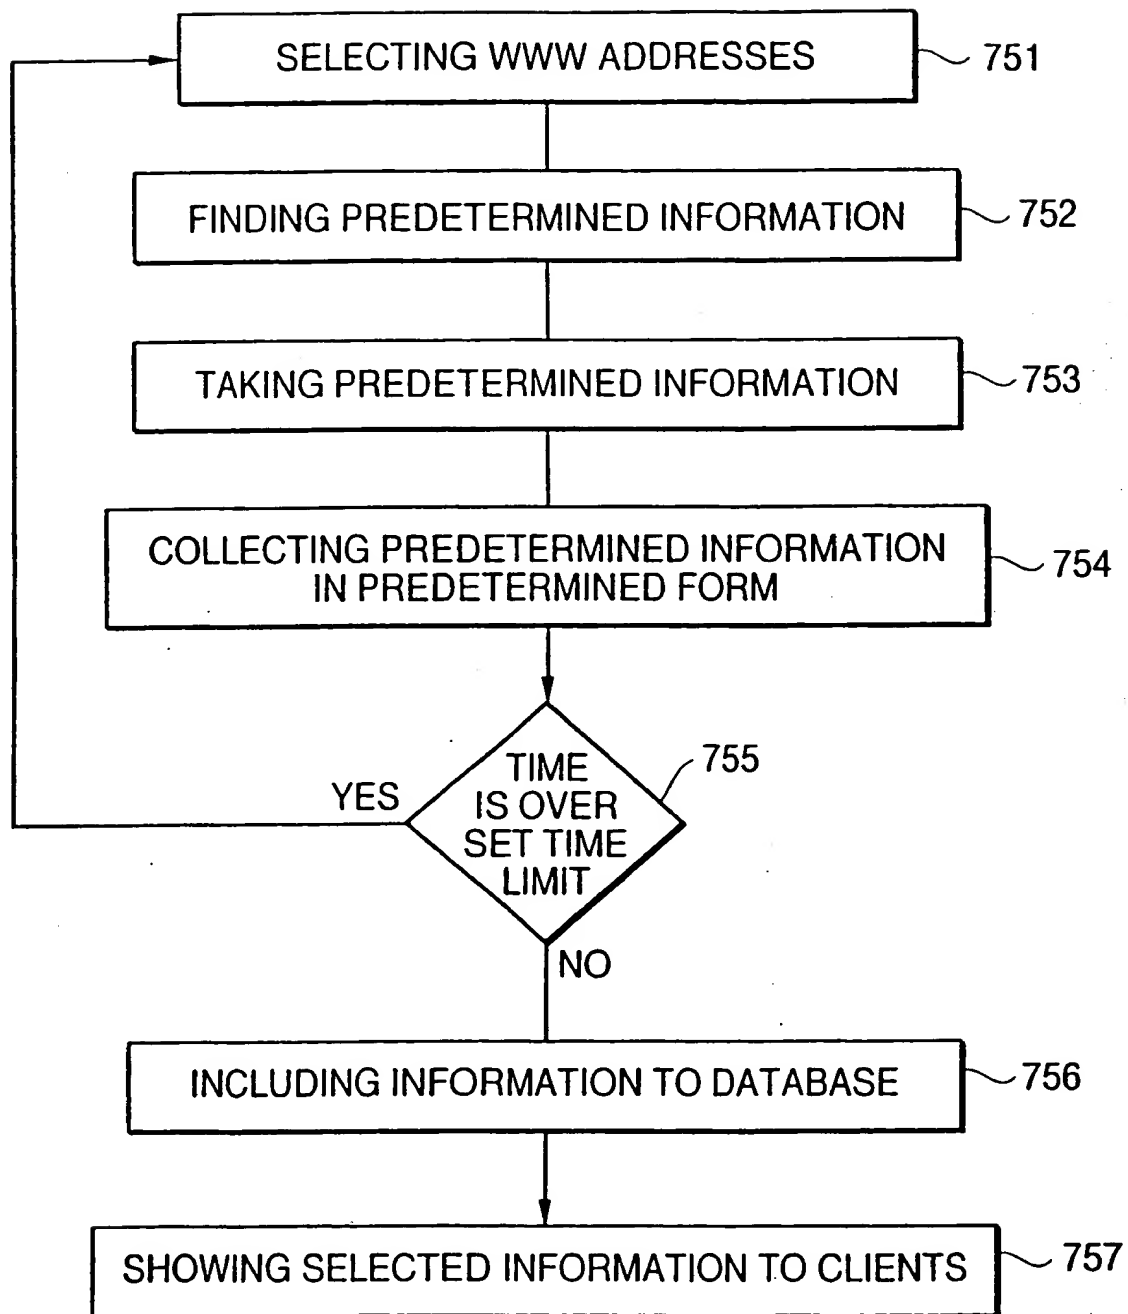 SELECTING WWW ADDRESSES
751
FINDING PREDETERMINED INFORMATION
752
TAKING PREDETERMINED INFORMATION
753
COLLECTING PREDETERMINED INFORMATION
IN PREDETERMINED FORM
754
TIME
IS OVER
SET TIME
LIMIT
755
YES
NO
INCLUDING INFORMATION TO DATABASE
756
SHOWING SELECTED INFORMATION TO CLIENTS
757